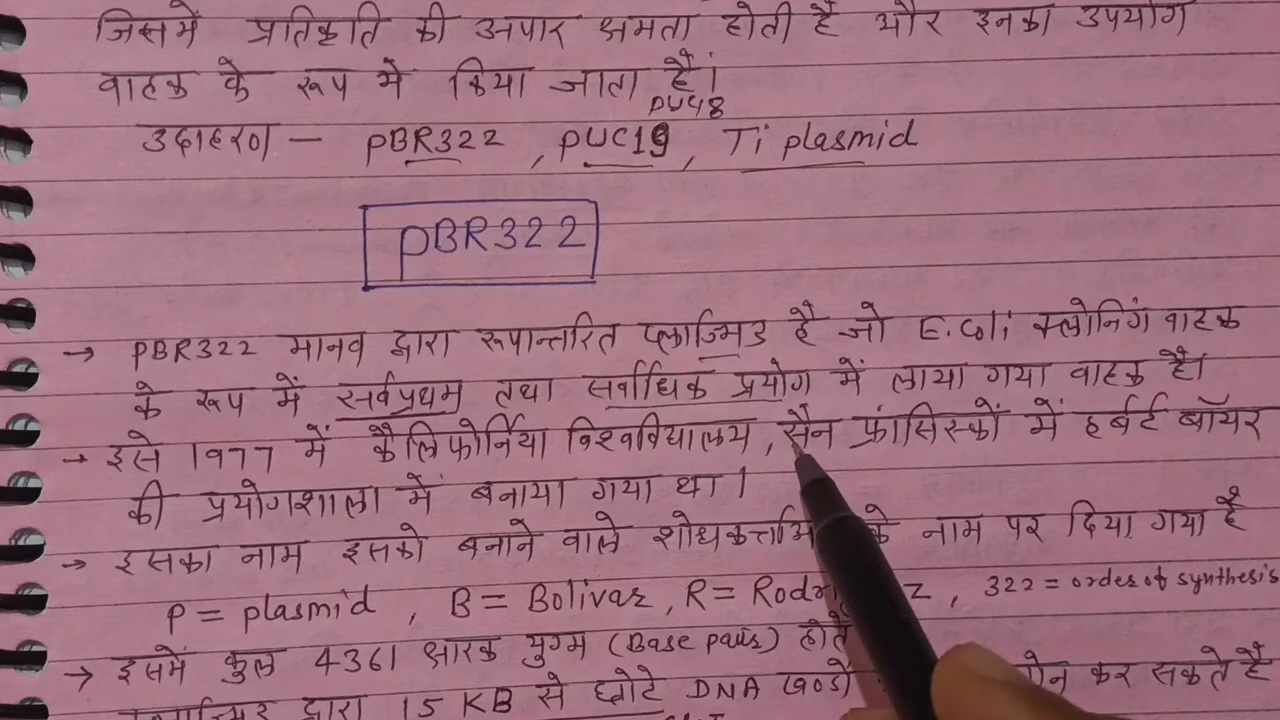 जिसमें प्रतिकृति की अपार क्षमता होती है और इनका उपयोग
वाहक के रूप में किया जाता है।
उदाहरण — PBR322, PUC19, Ti plasmid
PBR322
→ PBR322 मानव द्वारा रूपान्तरित प्लाज्मिड है जो E.Coli क्लोनिंग वाहक
के रूप में सर्वप्रथम तथा सर्वाधिक प्रयोग में लाया गया वाहक है।
→ इसे 1977 में कैलिफोर्निया विश्वविद्यालय, सैन फ्रांसिस्कों में हर्बर्ट बॉयर
की प्रयोगशाला में बनाया गया था।
→ इसका नाम इसको बनाने वाले के नाम पर दिया गया है
P = plasmid, B = Bolivar, R = , 322 = order of synthesis
→ इसमें कुल 4361 क्षारक युग्म (Base pairs) होते
द्वारा 15 KB से छोटे DNA कर सकते हैं